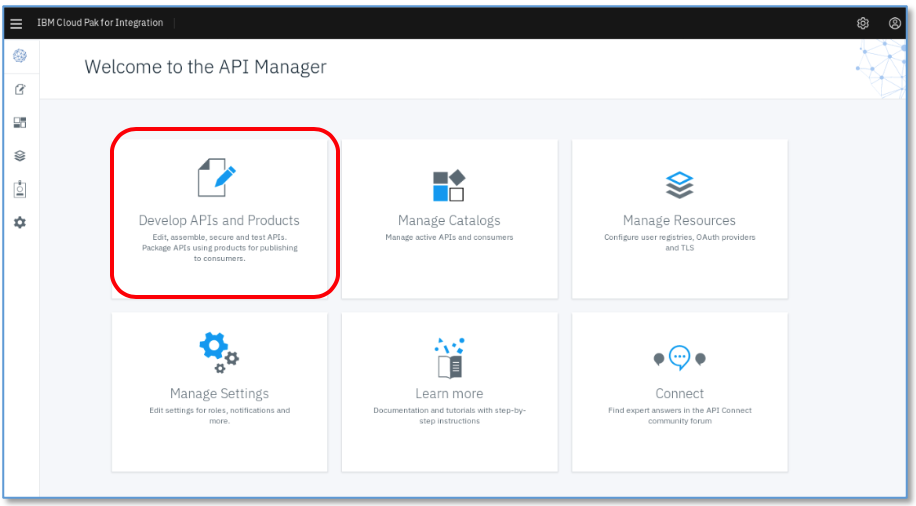 IBM Cloud Pak for Integration
Welcome to the API Manager
Develop APIs and Products
Edit, assemble, secure and test APIs.
Package APIs using products for publishing
to consumers.
Manage Catalogs
Manage active APIs and consumers
Manage Resources
Configure user registries, OAuth providers
and TLS
Manage Settings
Edit settings for roles, notifications and
more.
Learn more
Documentation and tutorials with step-by-
step instructions
Connect
Find expert answers in the API Connect
community forum